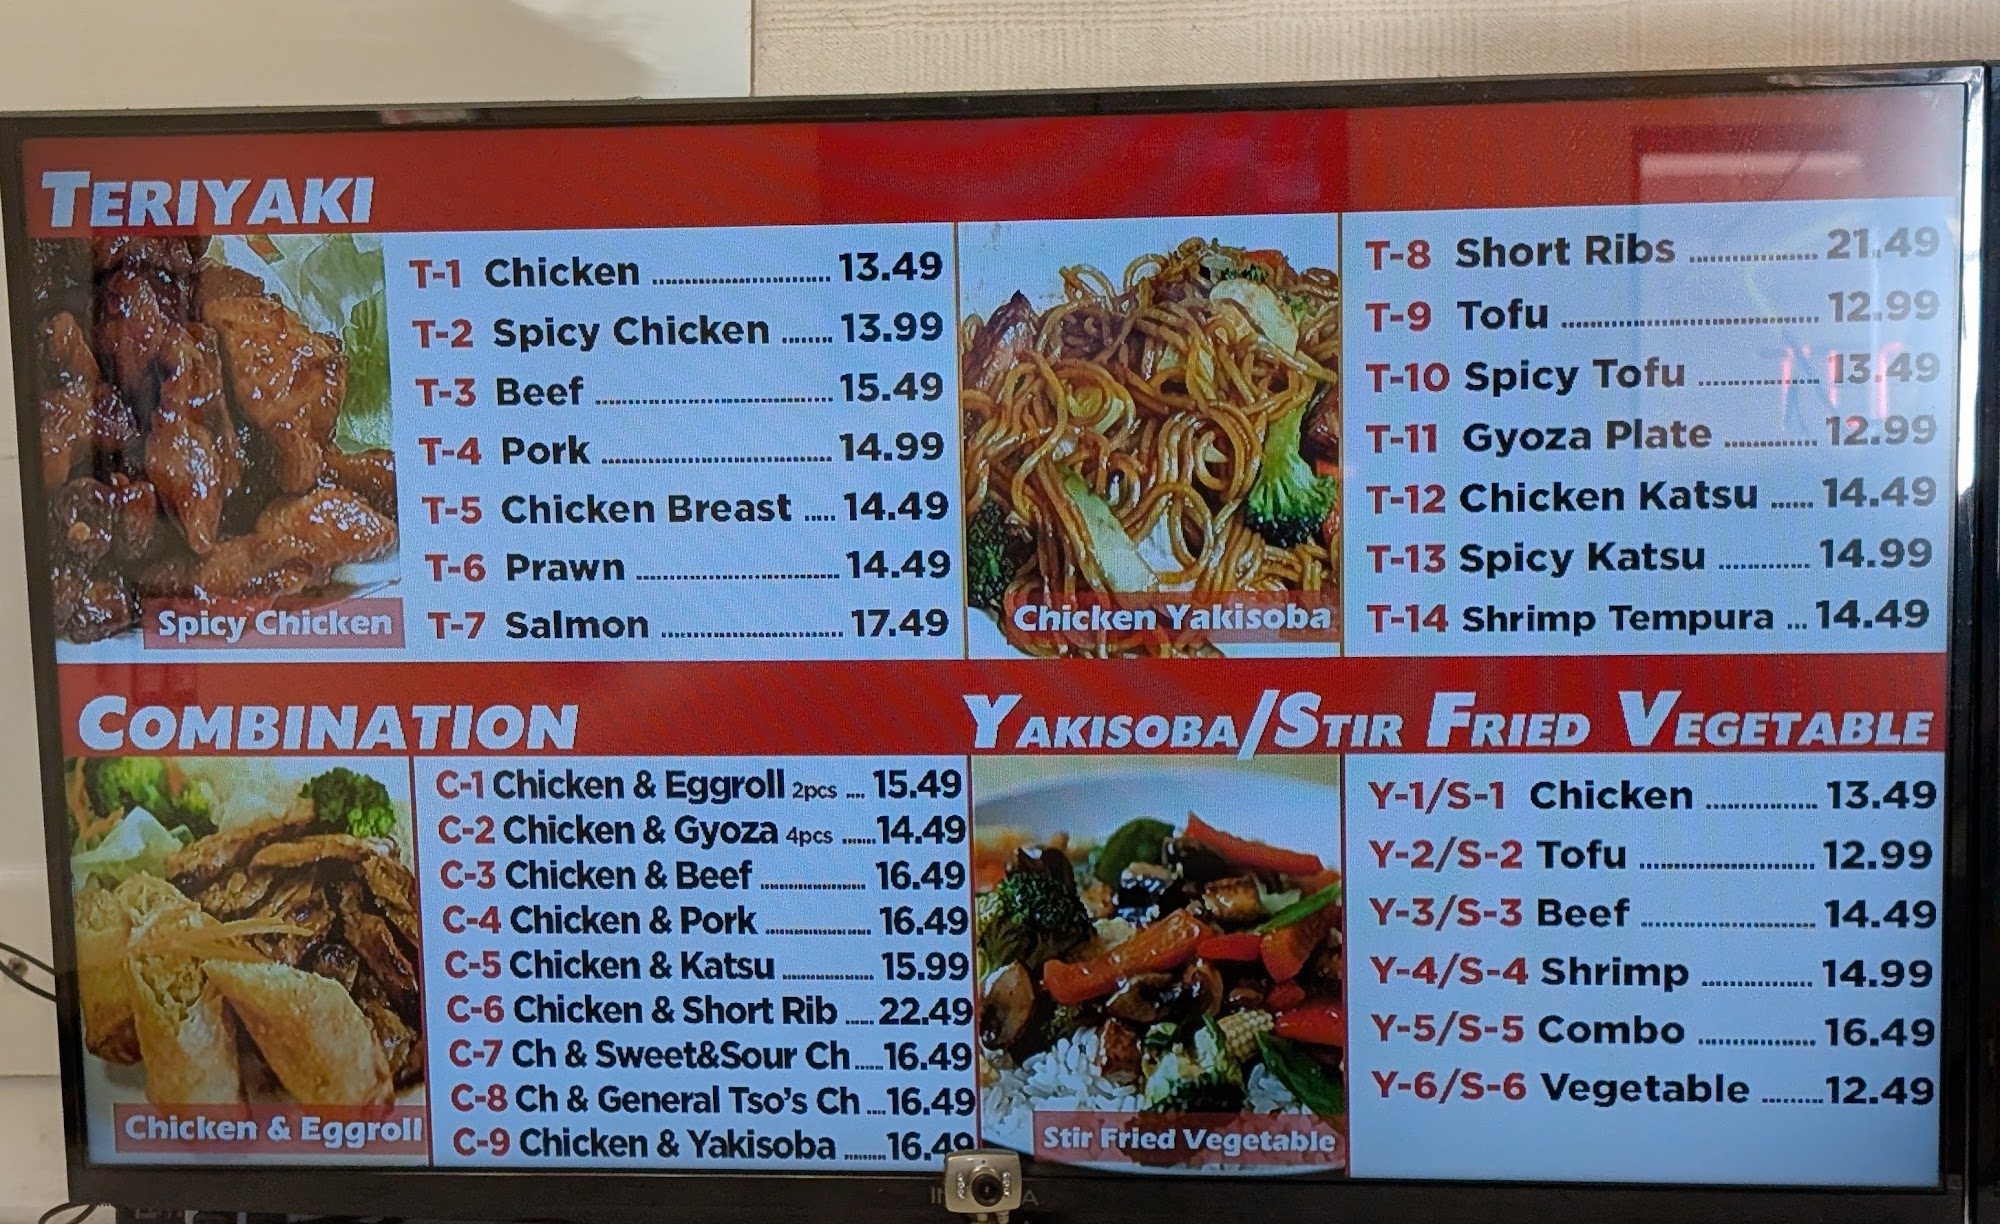 TERIYAKI
T-1 Chicken ........................ 13.49
T-2 Spicy Chicken ....... 13.99
T-3 Beef ................................ 15.49
T-4 Pork ............................... 14.99
T-5 Chicken Breast ..... 14.49
T-6 Prawn ........................... 14.49
T-7 Salmon ........................ 17.49
Spicy Chicken
Chicken Yakisoba
T-8 Short Ribs ................. 21.49
T-9 Tofu ................................... 12.99
T-10 Spicy Tofu ................ 13.49
T-11 Gyoza Plate ............ 12.99
T-12 Chicken Katsu ...... 14.49
T-13 Spicy Katsu ............ 14.99
T-14 Shrimp Tempura ... 14.49
COMBINATION
C-1 Chicken & Eggroll 2pcs .... 15.49
C-2 Chicken & Gyoza 4pcs ...... 14.49
C-3 Chicken & Beef ................ 16.49
C-4 Chicken & Pork ................ 16.49
C-5 Chicken & Katsu .............. 15.99
C-6 Chicken & Short Rib ..... 22.49
C-7 Ch & Sweet&Sour Ch ..... 16.49
C-8 Ch & General Tso's Ch .... 16.49
C-9 Chicken & Yakisoba ........ 16.49
Chicken & Eggroll
YAKISOBA/STIR FRIED VEGETABLE
Stir Fried Vegetable
Y-1/S-1 Chicken ............... 13.49
Y-2/S-2 Tofu ........................ 12.99
Y-3/S-3 Beef ........................ 14.49
Y-4/S-4 Shrimp ............... 14.99
Y-5/S-5 Combo ................ 16.49
Y-6/S-6 Vegetable ......... 12.49